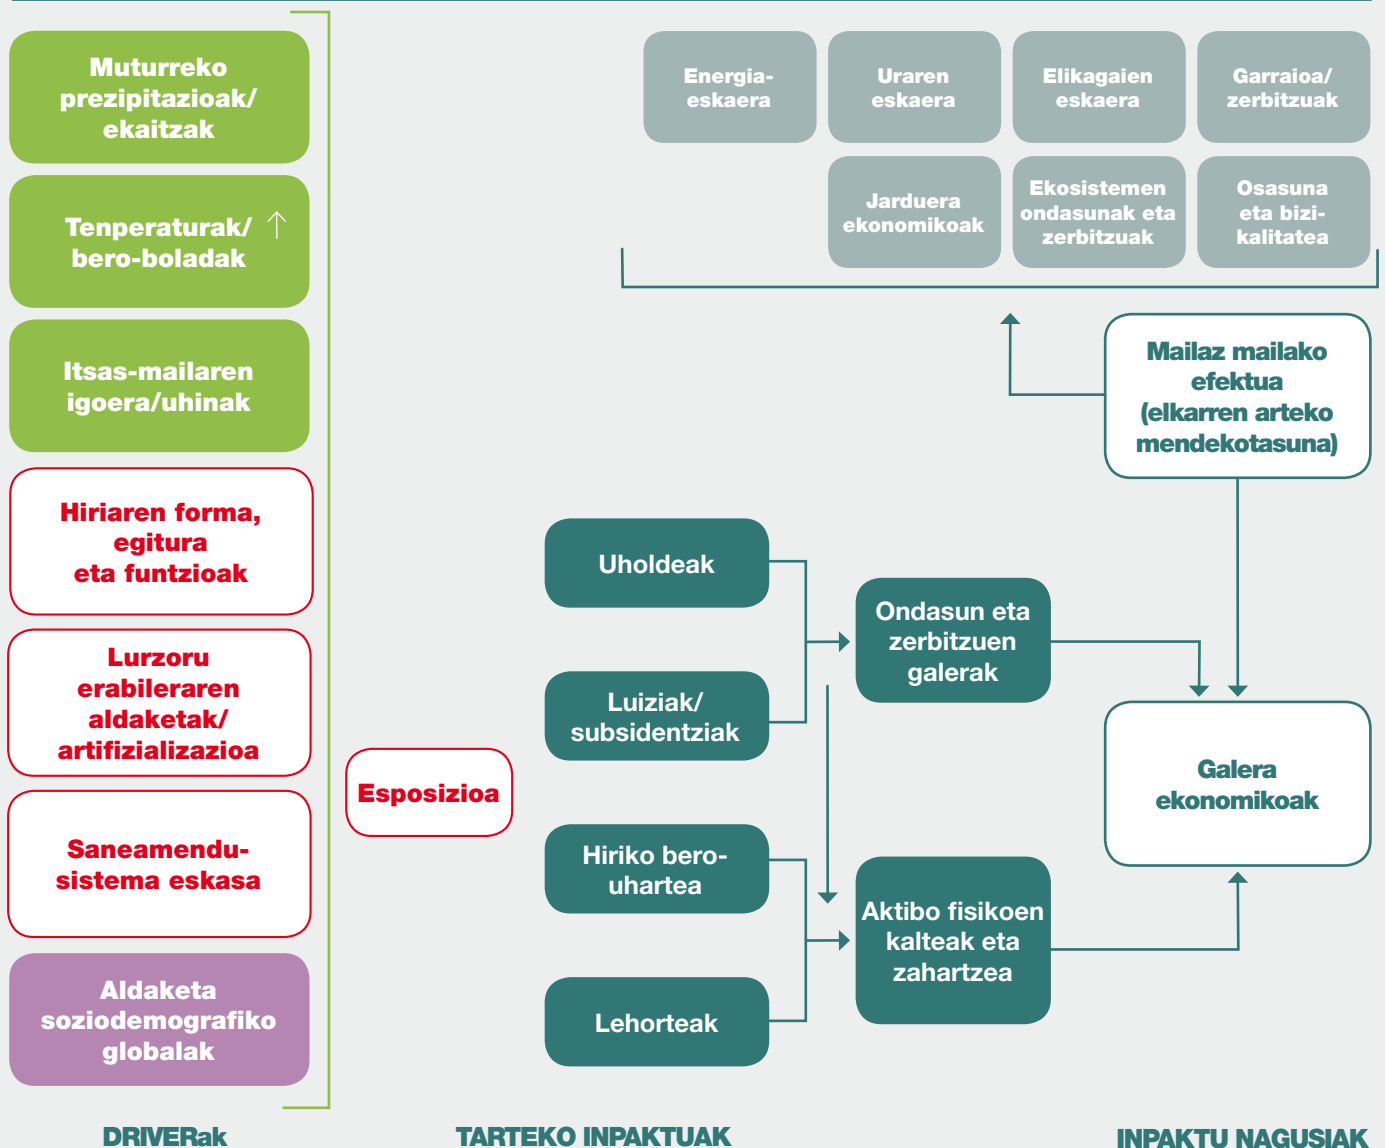 Muturreko
prezipitazioak/
ekaitzak
Tenperaturak/ ↑
bero-boladak
Itsas-mailaren
igoera/uhinak
Hiriaren forma,
egitura
eta funtzioak
Lurzoru
erabileraren
aldaketak/
artifizializazioa
Saneamendu-
sistema eskasa
Aldaketa
soziodemografiko
globalak
DRIVERak
Esposizioa
Uholdeak
Luiziak/
subsidentziak
Hiriko bero-
uhartea
Lehorteak
TARTEKO INPAKTUAK
Ondasun eta
zerbitzuen
galerak
Aktibo fisikoen
kalteak eta
zahartzea
Energia-
eskaera
Uraren
eskaera
Elikagaien
eskaera
Garraioa/
zerbitzuak
Jarduera
ekonomikoak
Ekosistemen
ondasunak eta
zerbitzuak
Osasuna
eta bizi-
kalitatea
Mailaz mailako
efektua
(elkarren arteko
mendekotasuna)
Galera
ekonomikoak
INPAKTU NAGUSIAK